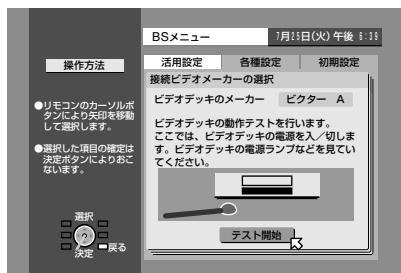 BSメニュー
7月25日(火)午後 6:39
操作方法
活用設定 各種設定 初期設定
接続ビデオメーカーの選択
ビデオデッキのメーカー ビクター A
●リモコンのカーソルボ
タンにより矢印を移動
して選択します。
●選択した項目の確定は
決定ボタンによりおこ
ないます。
ビデオデッキの動作テストを行います。
ここでは、ビデオデッキの電源を入／切しま
す。ビデオデッキの電源ランプなどを見てい
てください。
選択
戻る
決定
テスト開始